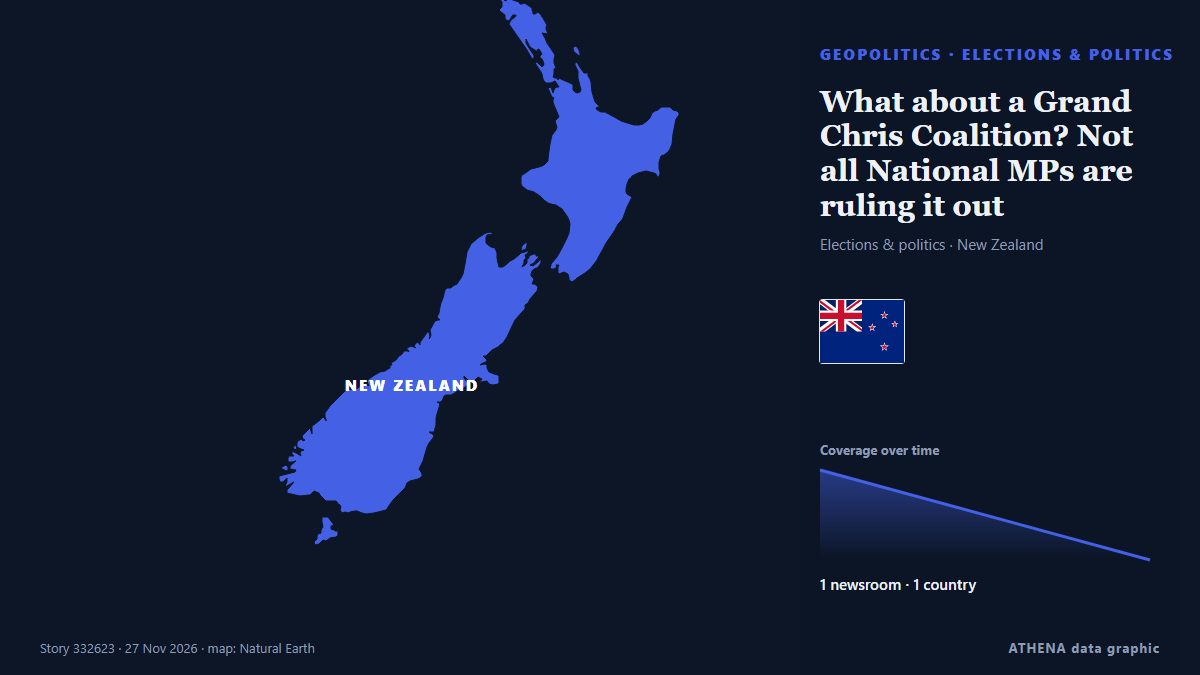 GEOPOLITICS · ELECTIONS & POLITICS
What about a Grand
Chris Coalition? Not
all National MPs are
ruling it out
Elections & politics · New Zealand
NEW ZEALAND
Coverage over time
1 newsroom · 1 country
Story 332623 · 27 Nov 2026 · map: Natural Earth
ATHENA data graphic